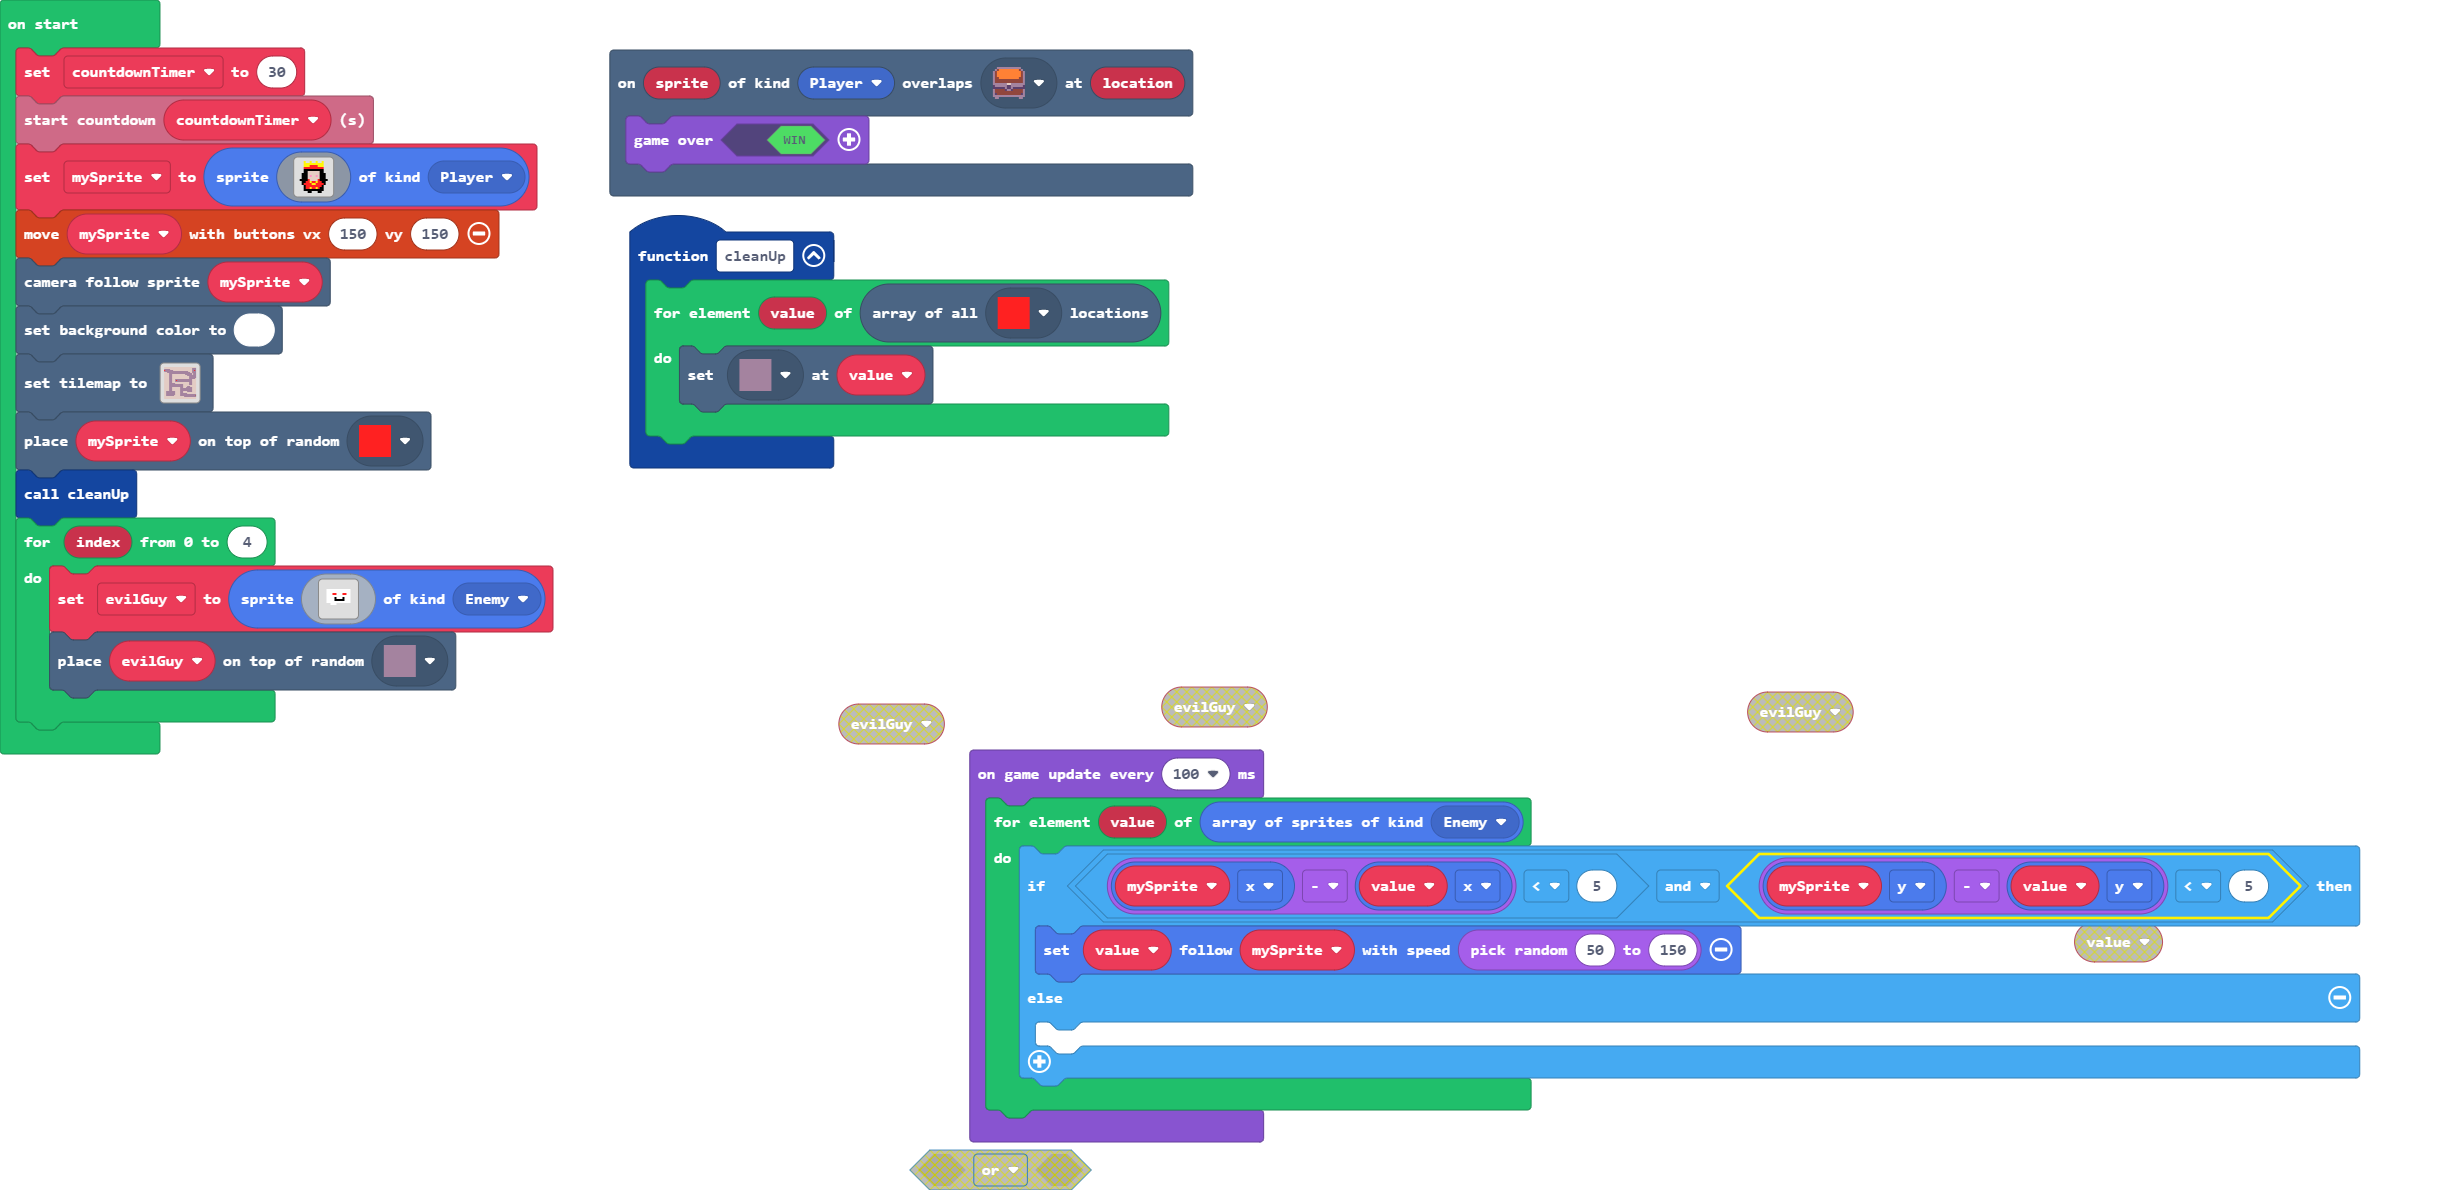 on start
set countdownTimer to 30
start countdown countdownTimer (s)
set mySprite to sprite of kind Player
move mySprite with buttons vx 150 vy 150
camera follow sprite mySprite
set background color to
set tilemap to
place mySprite on top of random
call cleanUp
for index from 0 to 4
do
set evilGuy to sprite of kind Enemy
place evilGuy on top of random
on sprite of kind Player overlaps at location
game over WIN
function cleanUp
for element value of array of all locations
do
set at value
evilGuy
evilGuy
evilGuy
on game update every 100 ms
for element value of array of sprites of kind Enemy
do
if mySprite x - value x < 5 and mySprite y - value y < 5 then
set value follow mySprite with speed pick random 50 to 150
value
else
or